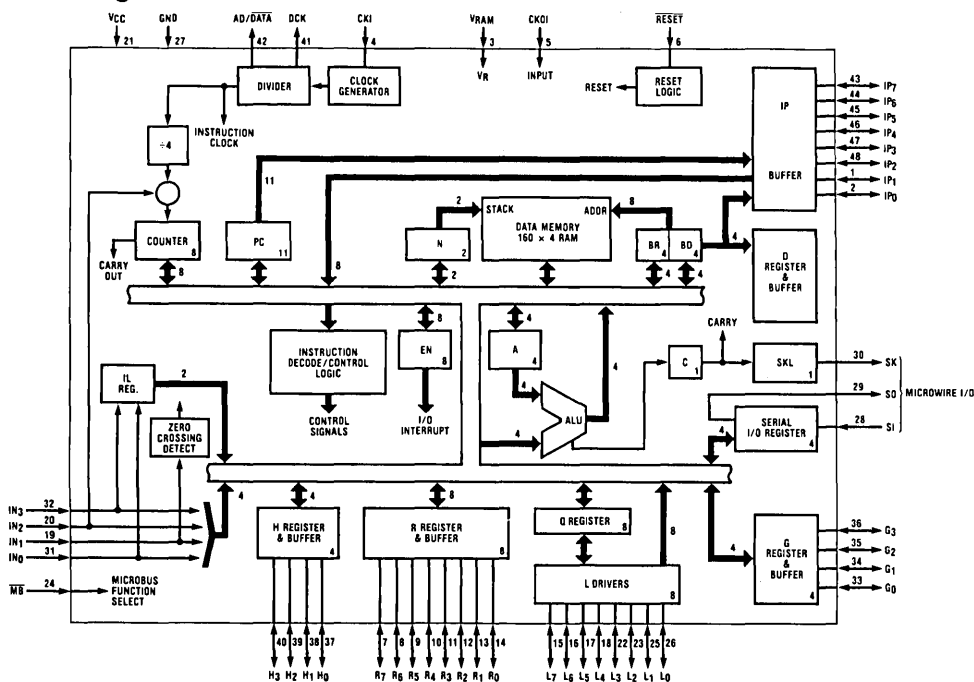 VCC GND AD/DATA DCK CKI VRAM CKOI RESET
21 27 42 41 4 3 5 6
VR INPUT
DIVIDER
CLOCK
GENERATOR
RESET
RESET
LOGIC
÷4
INSTRUCTION
CLOCK
IP
BUFFER
43 IP7
44 IP6
45 IP5
46 IP4
47 IP3
48 IP2
1 IP1
2 IP0
11
COUNTER
8
CARRY
OUT
8
PC
11
8
2
N
2
2
STACK
ADDR
DATA MEMORY
160 × 4 RAM
8
BR
4
BD
4
4
4
4
D
REGISTER
&
BUFFER
INSTRUCTION
DECODE/CONTROL
LOGIC
CONTROL
SIGNALS
8
EN
8
I/O
INTERRUPT
4
A
4
4
4
ALU
4
CARRY
C
1
SKL
1
30 SK
29 SO
28 SI
MICROWIRE I/O
SERIAL
I/O REGISTER
4
4
IL
REG.
2
ZERO
CROSSING
DETECT
4
IN3 32
IN2 20
IN1 19
IN0 31
MB 24
MICROBUS
FUNCTION
SELECT
4
H REGISTER
& BUFFER
4
8
R REGISTER
& BUFFER
8
Q REGISTER
8
8
L DRIVERS
8
4
G
REGISTER
&
BUFFER
4
36 G3
35 G2
34 G1
33 G0
40 39 38 37
7 8 9 10 11 12 13 14
15 16 17 18 22 23 25 26
H3 H2 H1 H0
R7 R6 R5 R4 R3 R2 R1 R0
L7 L6 L5 L4 L3 L2 L1 L0